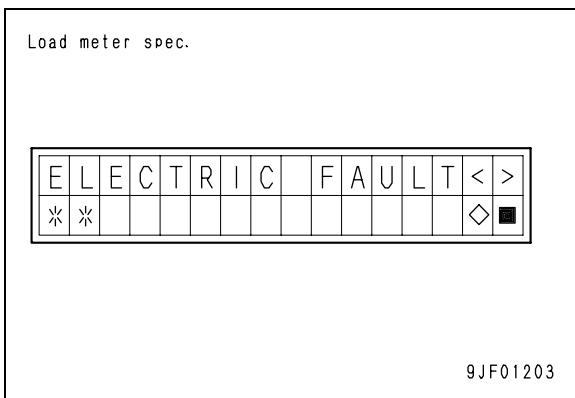 Load meter spec.
ELECTRIC FAULT<>
** ◇■
9JF01203